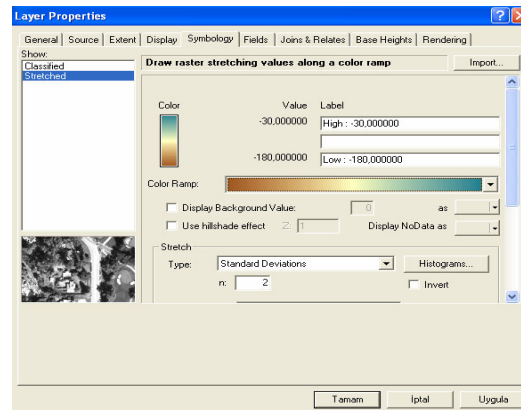 Layer Properties
General Source Extent Display Symbology Fields Joins & Relates Base Heights Rendering
Show:
Classified
Stretched
Draw raster stretching values along a color ramp
Import...
Color Value Label
-30,000000 High : -30,000000
-180,000000 Low : -180,000000
Color Ramp:
Display Background Value: 0 as
Use hillshade effect Z: 1 Display NoData as
Stretch
Type: Standard Deviations Histograms...
n: 2 Invert
Tamam İptal Uygula